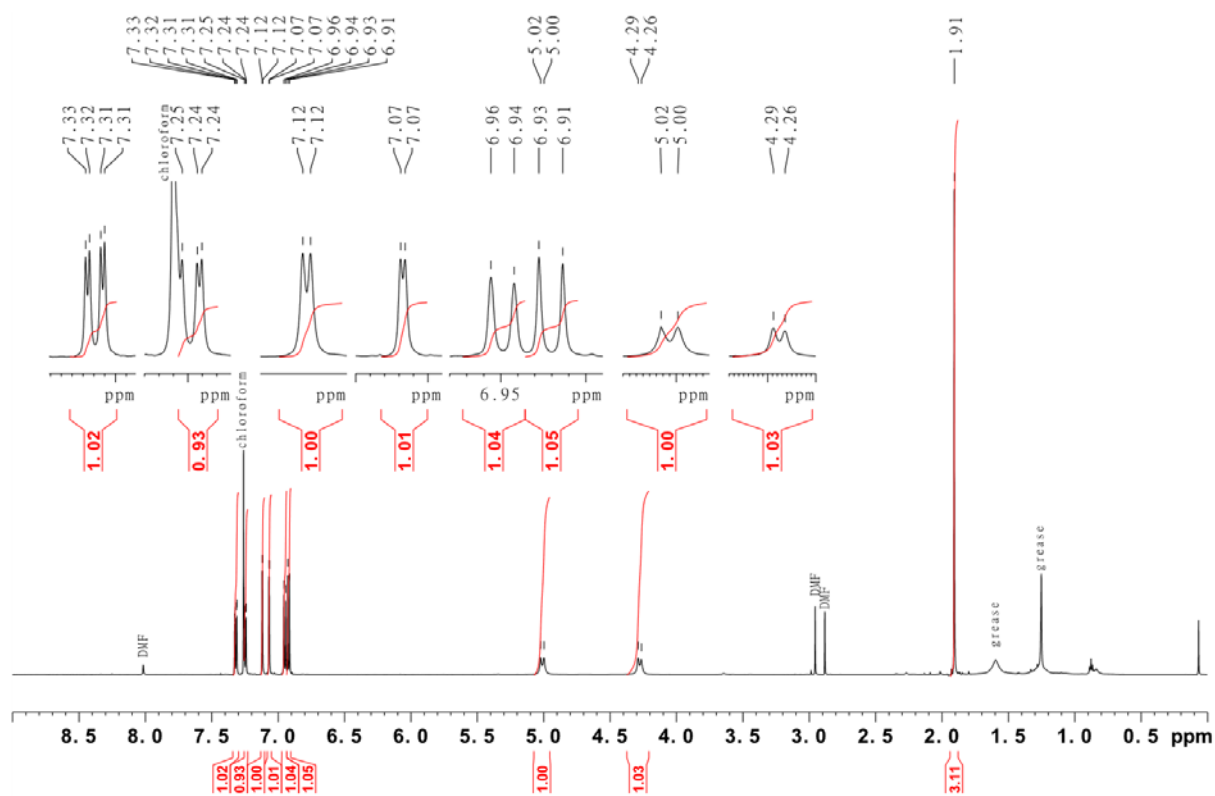 7.33 7.32 7.31 7.31 7.25 7.24 7.24 7.12 7.12 7.07 7.07 6.96 6.94 6.93 6.91 5.02 5.00 4.29 4.26 1.91
7.33 7.32 7.31 7.31 chloroform 7.25 7.24 7.24 7.12 7.12 7.07 7.07 6.96 6.94 6.93 6.91 5.02 5.00 4.29 4.26
ppm ppm ppm ppm 6.95 ppm ppm ppm
1.02 0.93 1.00 1.01 1.04 1.05 1.00 1.03
chloroform
DMF DMF DMF grease grease
8.5 8.0 7.5 7.0 6.5 6.0 5.5 5.0 4.5 4.0 3.5 3.0 2.5 2.0 1.5 1.0 0.5 ppm
1.02 0.93 1.00 1.01 1.04 1.05 1.00 1.03 3.11